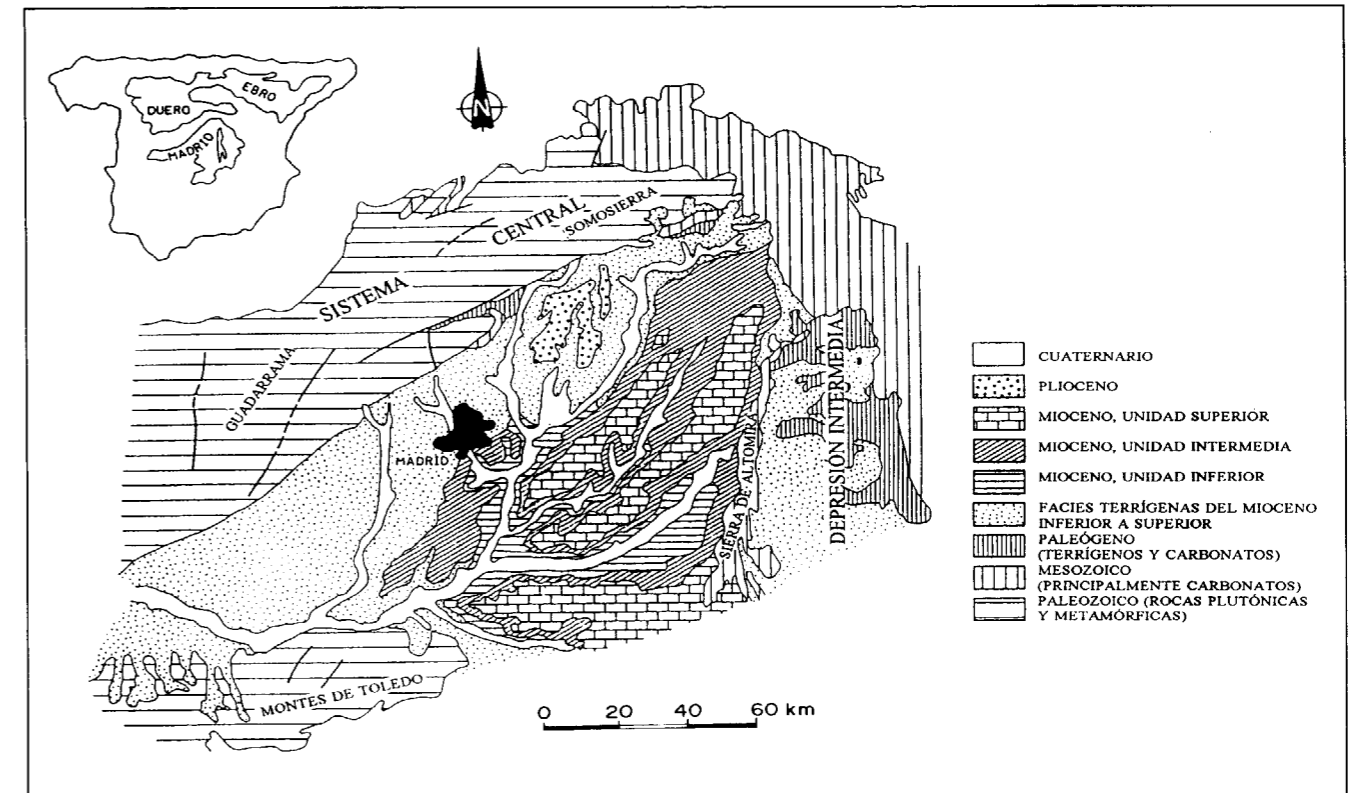 EBRO
DUERO
MADRID
N
SISTEMA CENTRAL
SOMOSIERRA
GUADARRAMA
MADRID
SIERRA DE ALTOMIRA
DEPRESIÓN INTERMEDIA
MONTES DE TOLEDO
0 20 40 60 km
CUATERNARIO
PLIOCENO
MIOCENO, UNIDAD SUPERIOR
MIOCENO, UNIDAD INTERMEDIA
MIOCENO, UNIDAD INFERIOR
FACIES TERRÍGENAS DEL MIOCENO
INFERIOR A SUPERIOR
PALEÓGENO
(TERRÍGENOS Y CARBONATOS)
MESOZOICO
(PRINCIPALMENTE CARBONATOS)
PALEOZOICO (ROCAS PLUTÓNICAS
Y METAMÓRFICAS)